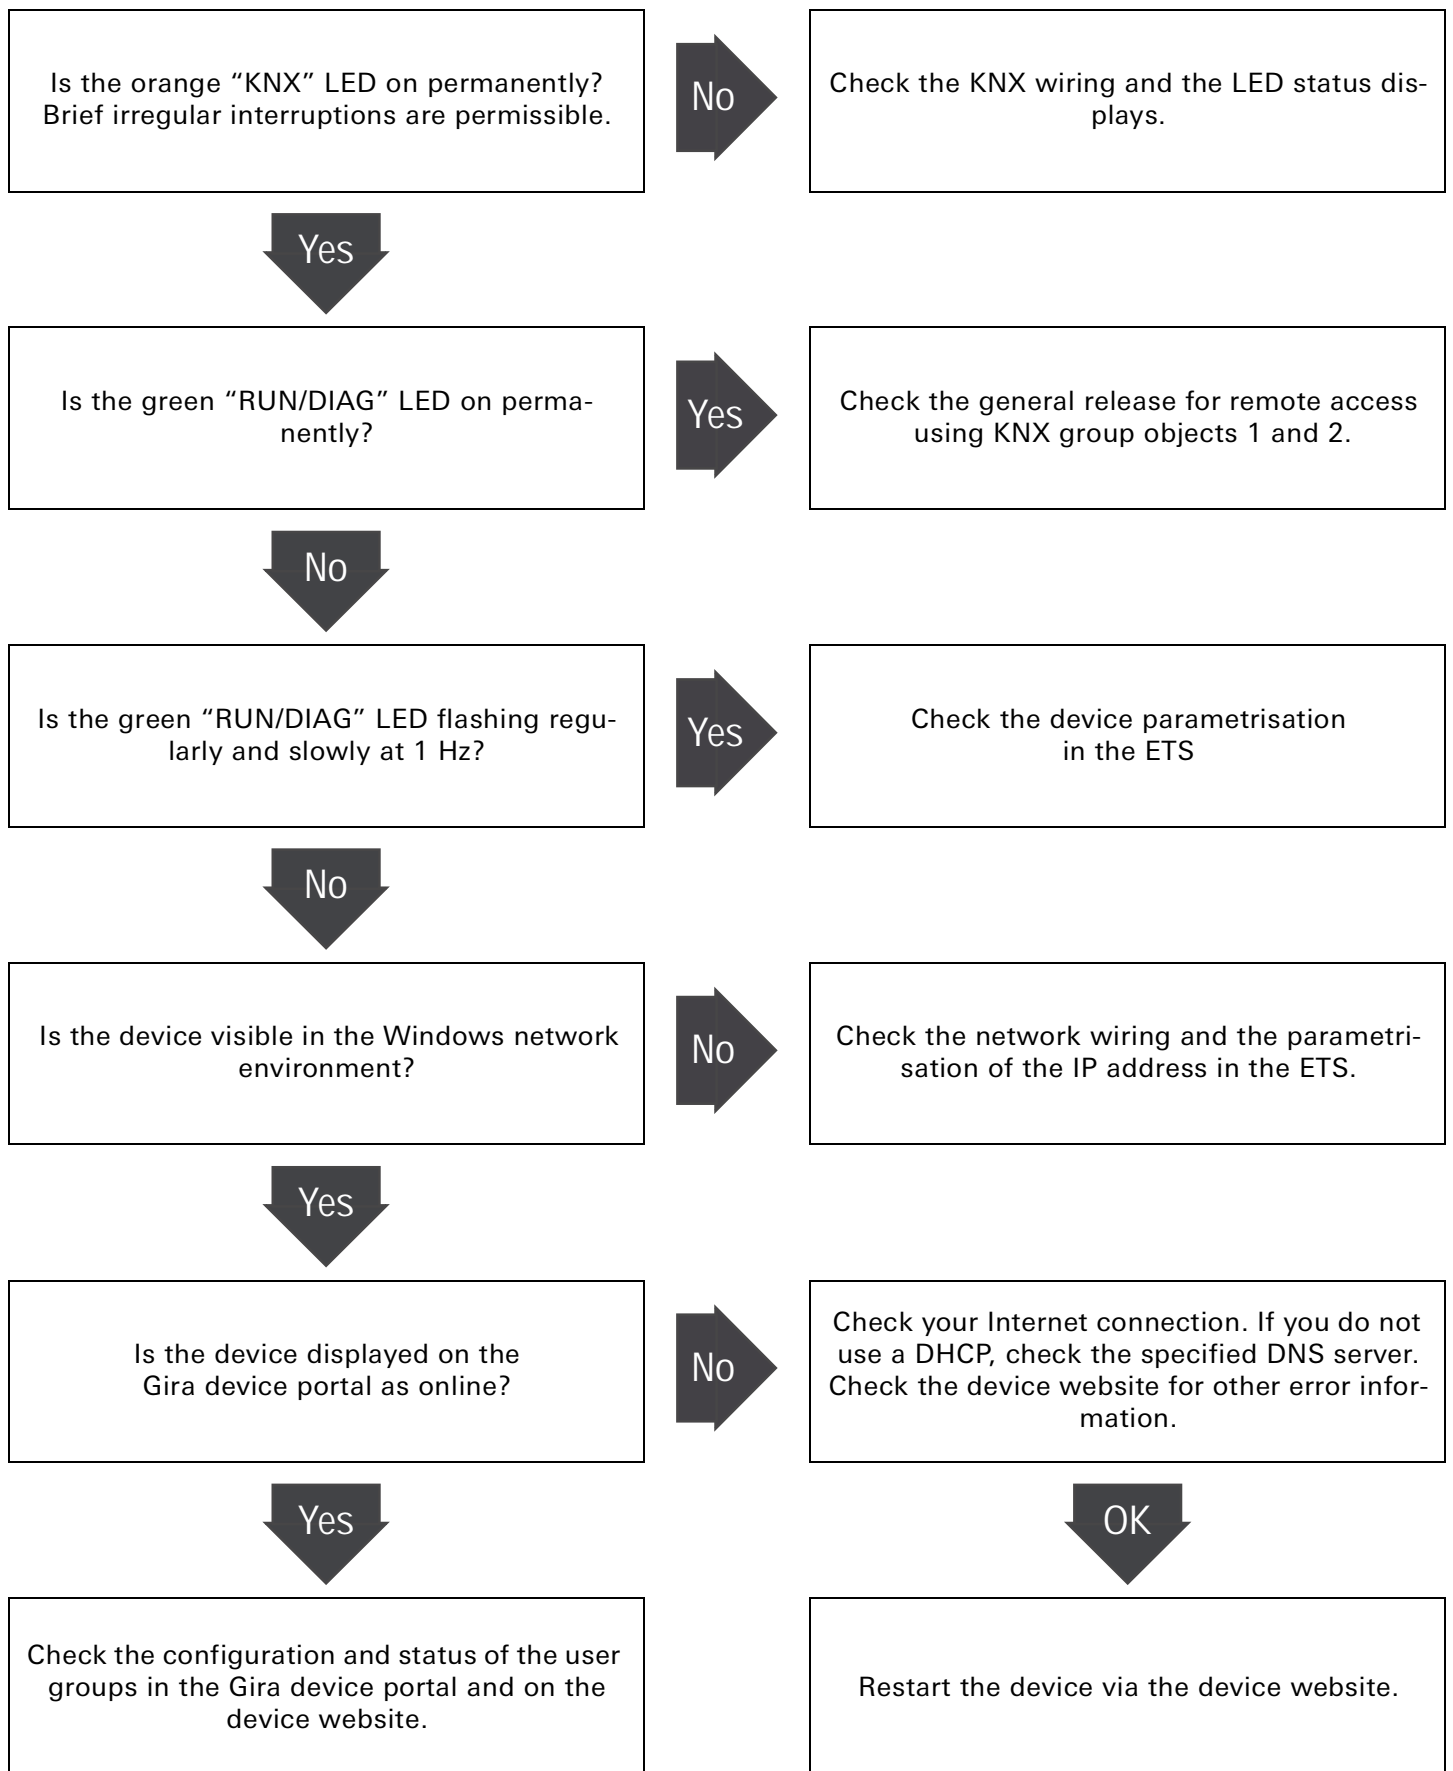 Is the orange “KNX” LED on permanently?
Brief irregular interruptions are permissible.
No
Check the KNX wiring and the LED status dis-
plays.
Yes
Is the green “RUN/DIAG” LED on perma-
nently?
Yes
Check the general release for remote access
using KNX group objects 1 and 2.
No
Is the green “RUN/DIAG” LED flashing regu-
larly and slowly at 1 Hz?
Yes
Check the device parametrisation
in the ETS
No
Is the device visible in the Windows network
environment?
No
Check the network wiring and the parametri-
sation of the IP address in the ETS.
Yes
Is the device displayed on the
Gira device portal as online?
No
Check your Internet connection. If you do not
use a DHCP, check the specified DNS server.
Check the device website for other error infor-
mation.
Yes
OK
Check the configuration and status of the user
groups in the Gira device portal and on the
device website.
Restart the device via the device website.